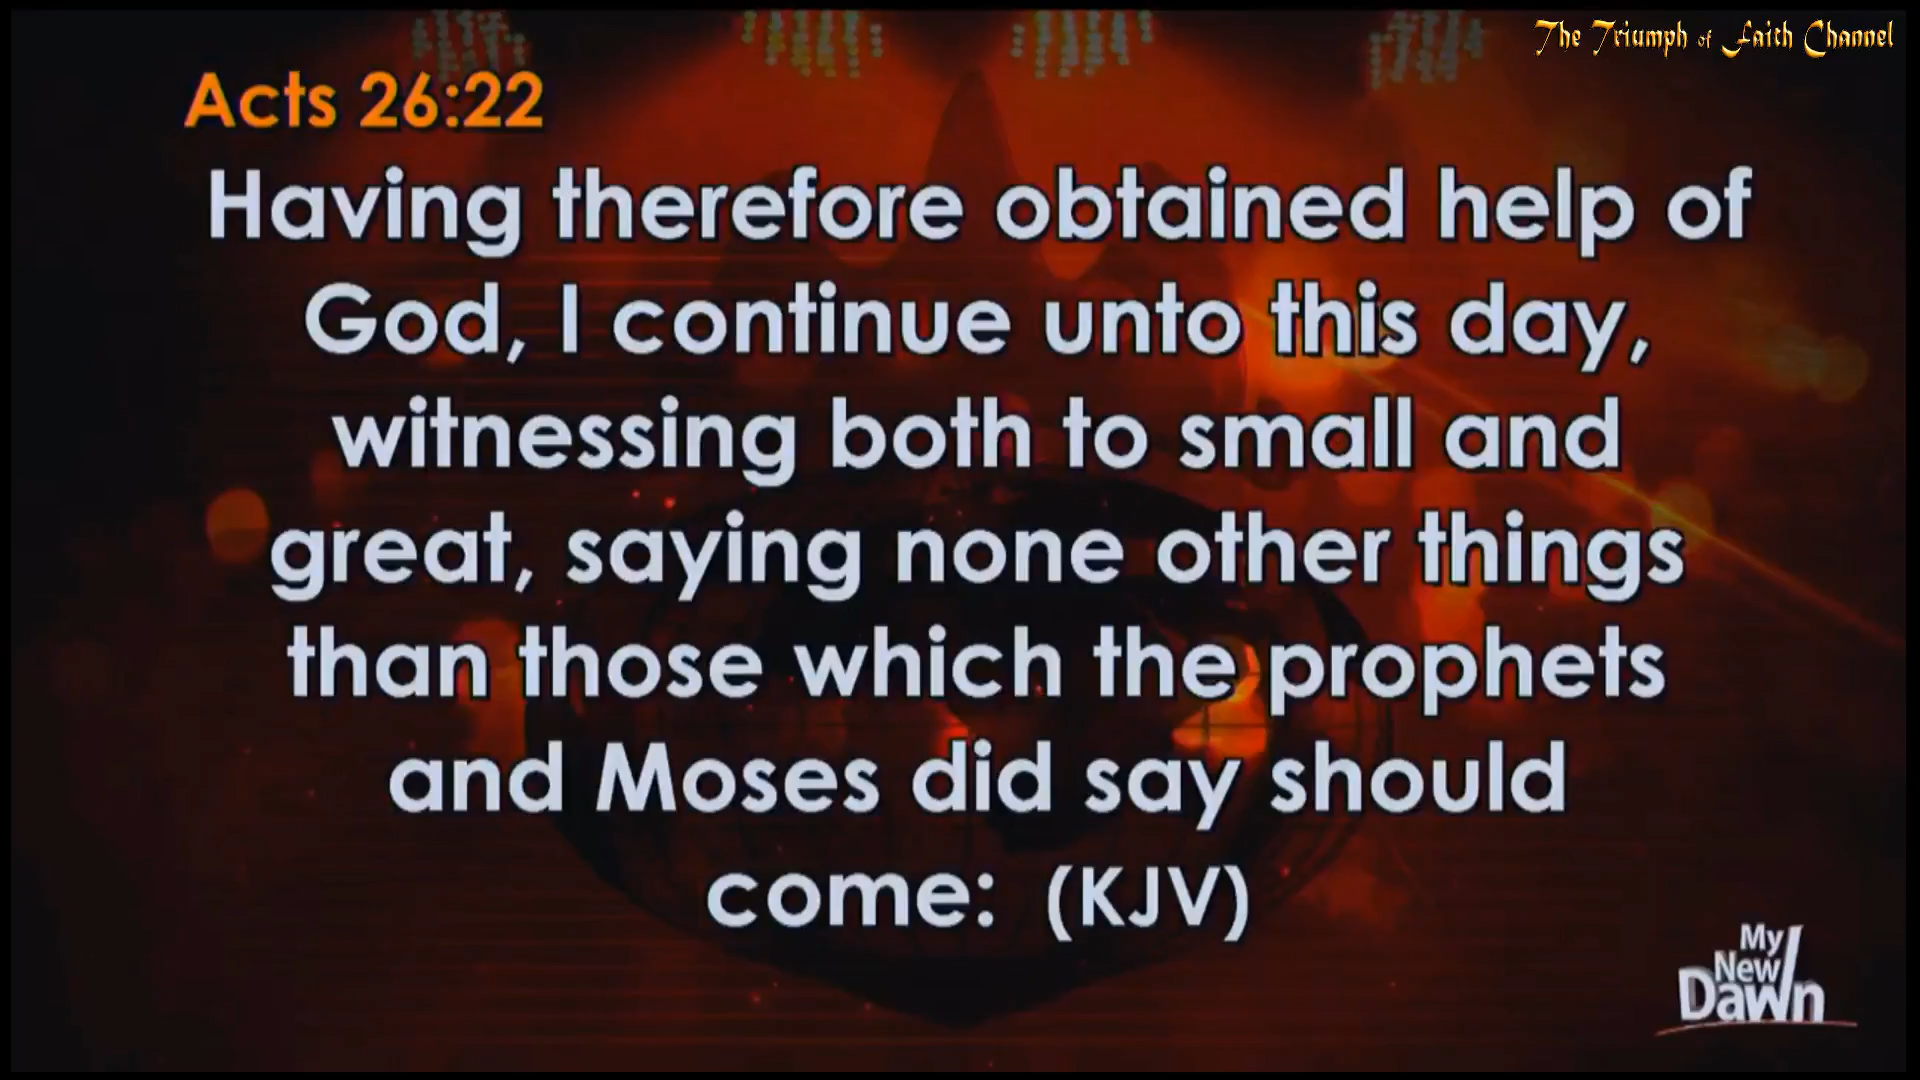 The Triumph of Faith Channel
Acts 26:22
Having therefore obtained help of
God, I continue unto this day,
witnessing both to small and
great, saying none other things
than those which the prophets
and Moses did say should
come: (KJV)
My
New
Dawn